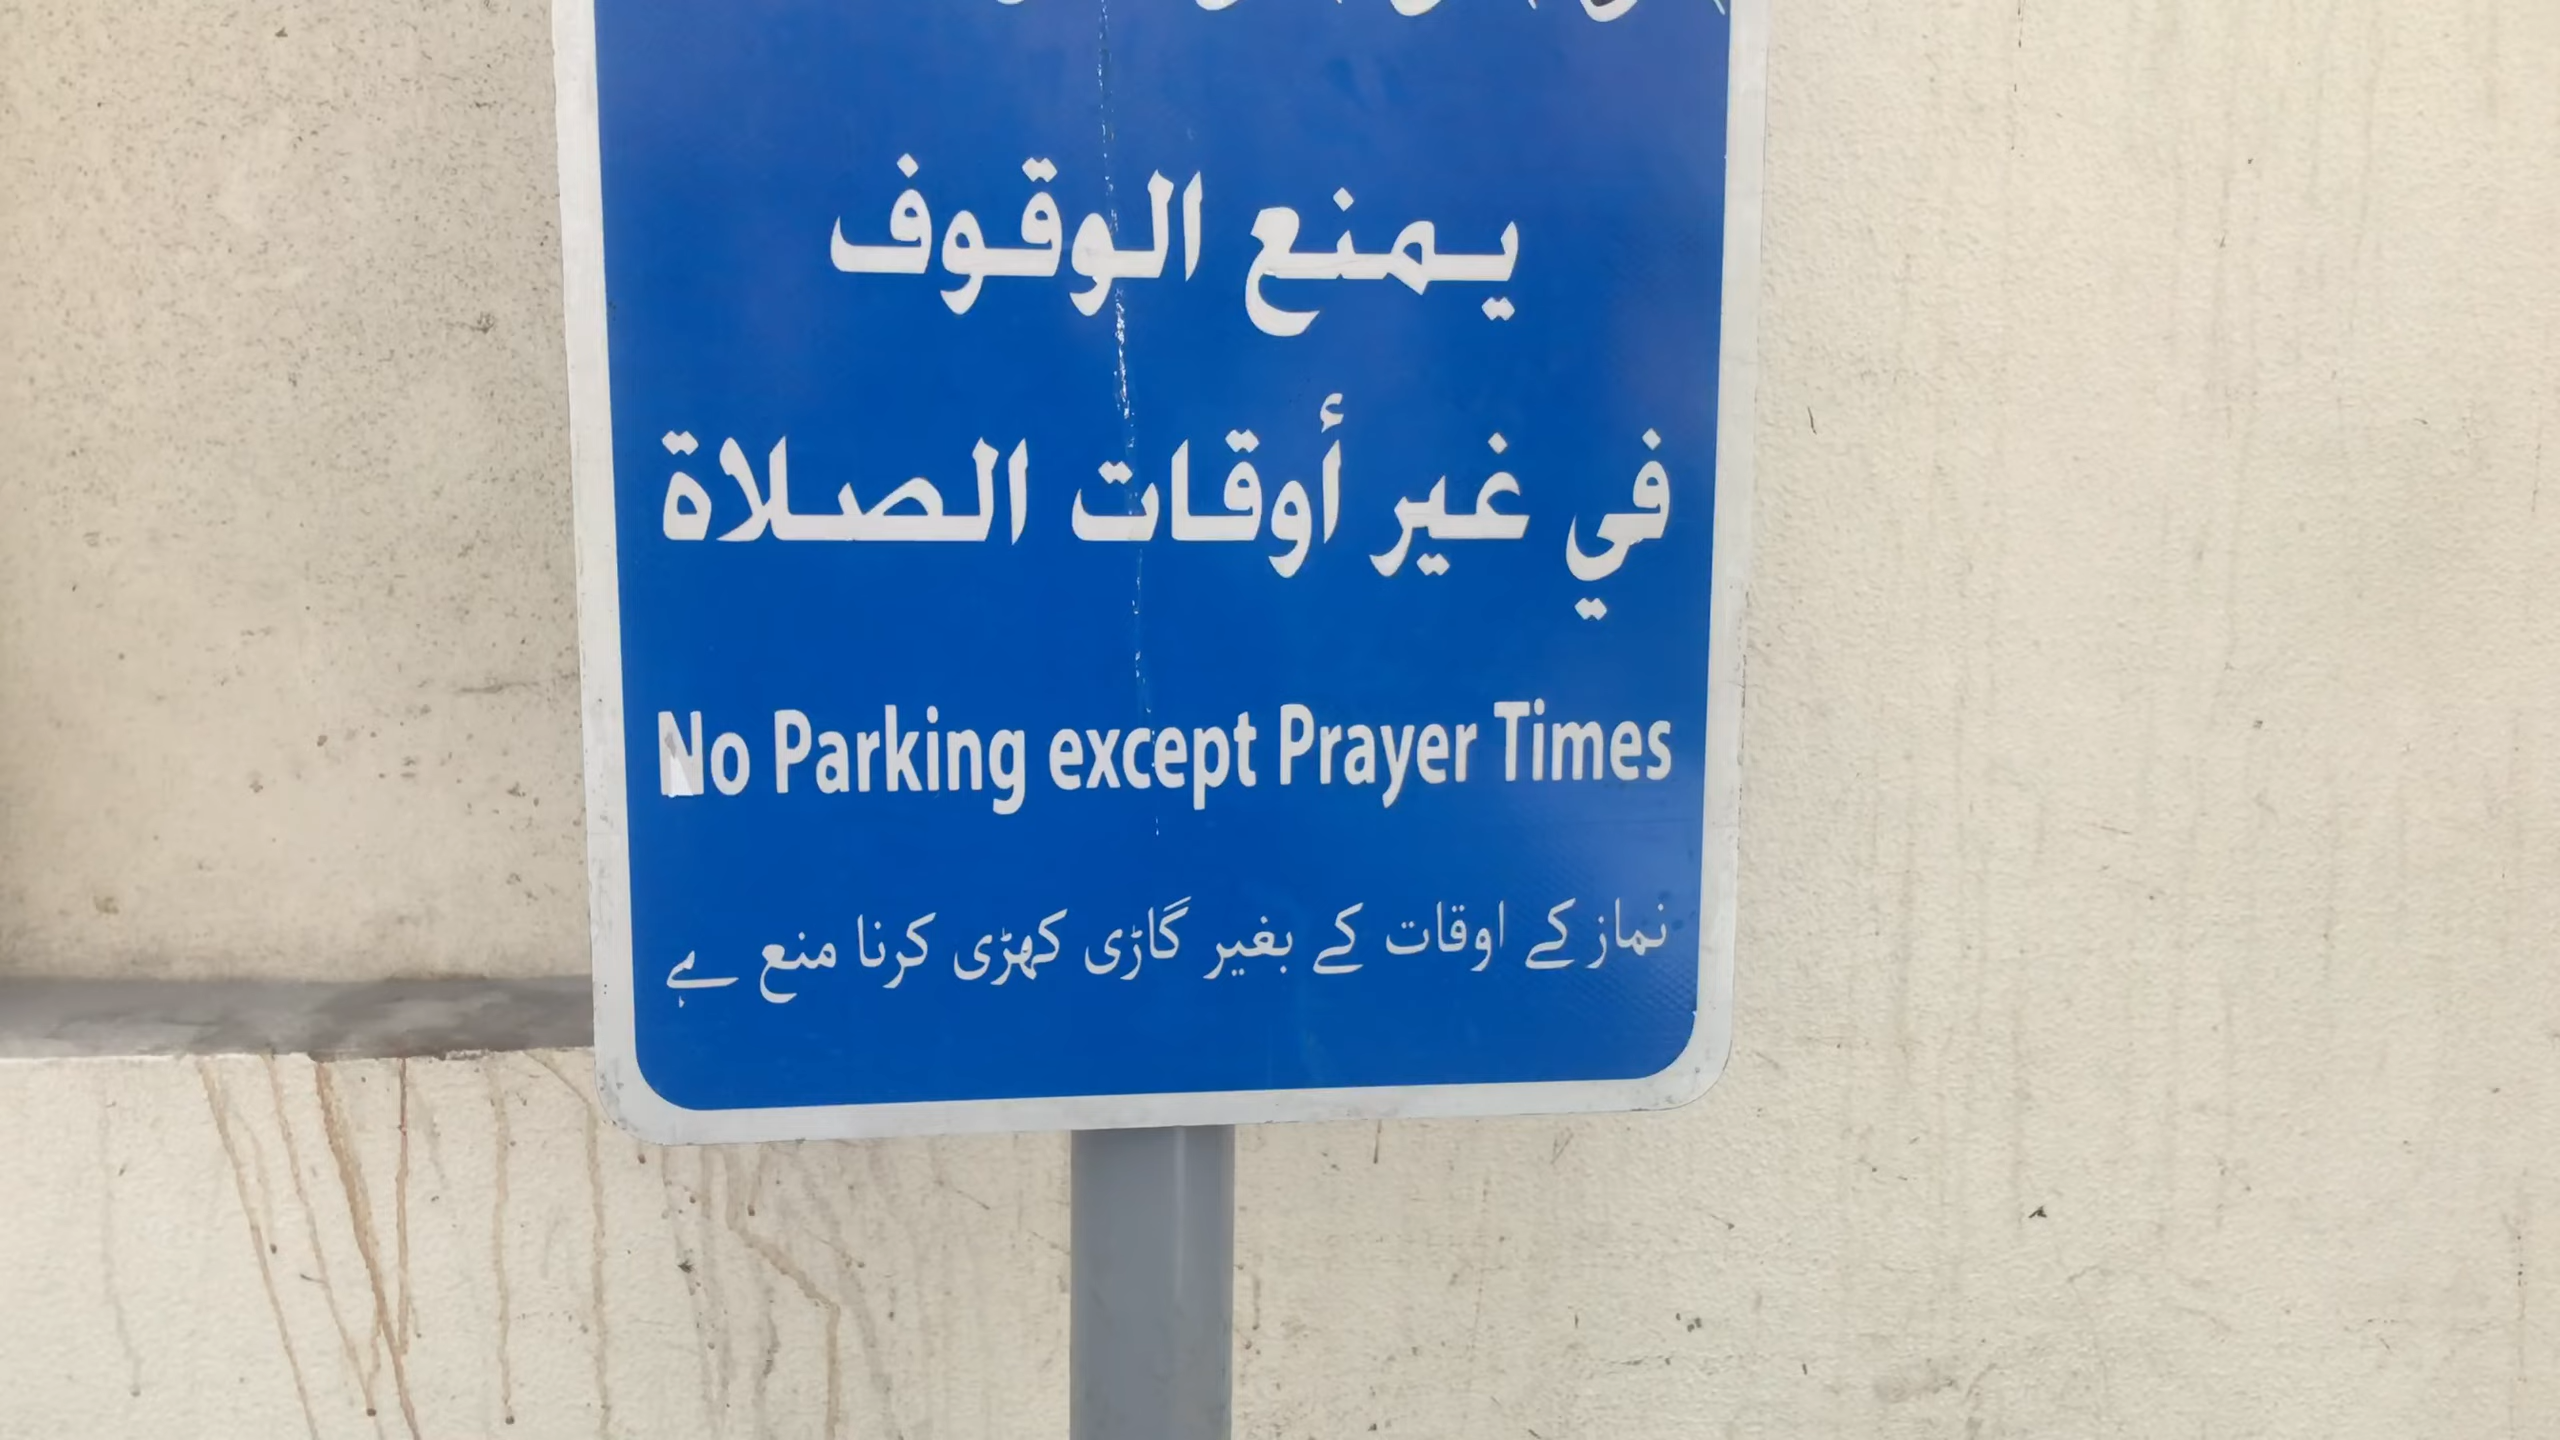 يمنع الوقوف
في غير أوقات الصلاة
No Parking except Prayer Times
نماز کے اوقات کے بغیر گاڑی کھڑی کرنا منع ہے